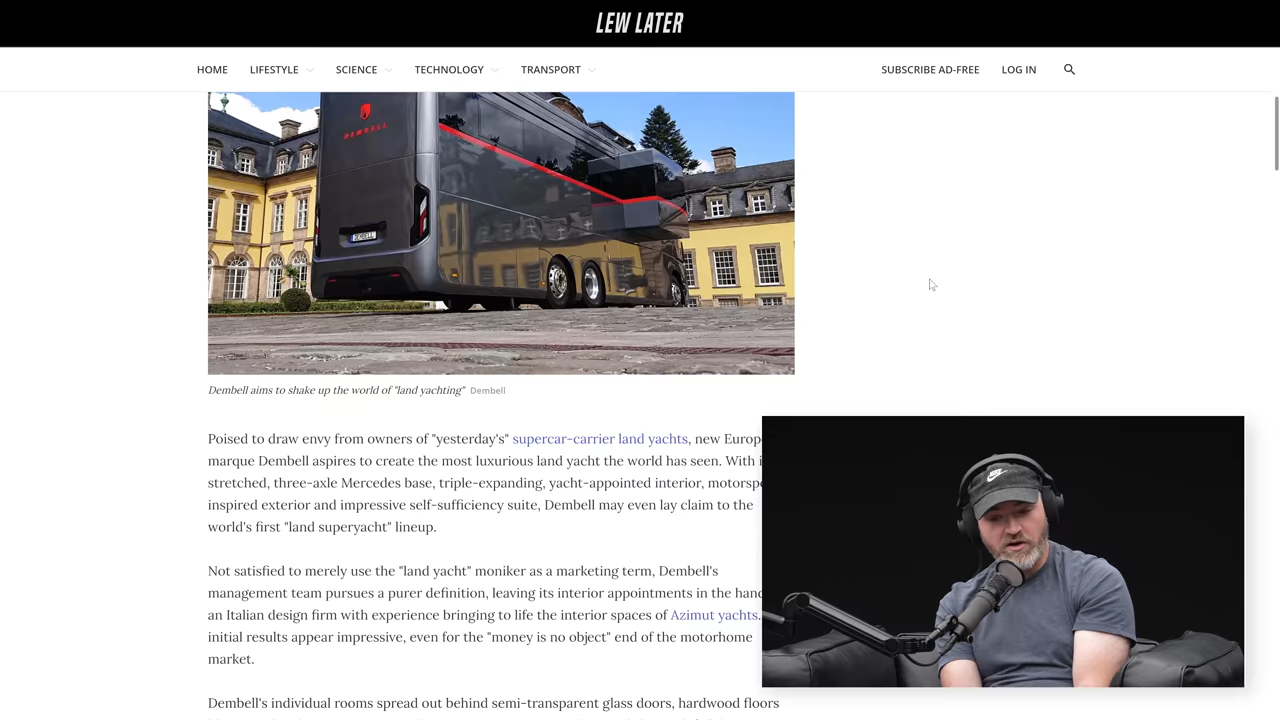 LEW LATER
HOME LIFESTYLE SCIENCE TECHNOLOGY TRANSPORT SUBSCRIBE AD-FREE LOG IN
DEMBELL
DEMBELL
Dembell aims to shake up the world of "land yachting" Dembell
Poised to draw envy from owners of "yesterday's" supercar-carrier land yachts, new Europ
marque Dembell aspires to create the most luxurious land yacht the world has seen. With i
stretched, three-axle Mercedes base, triple-expanding, yacht-appointed interior, motorsp
inspired exterior and impressive self-sufficiency suite, Dembell may even lay claim to the
world's first "land superyacht" lineup.
Not satisfied to merely use the "land yacht" moniker as a marketing term, Dembell's
management team pursues a purer definition, leaving its interior appointments in the han
an Italian design firm with experience bringing to life the interior spaces of Azimut yachts.
initial results appear impressive, even for the "money is no object" end of the motorhome
market.
Dembell's individual rooms spread out behind semi-transparent glass doors, hardwood floors